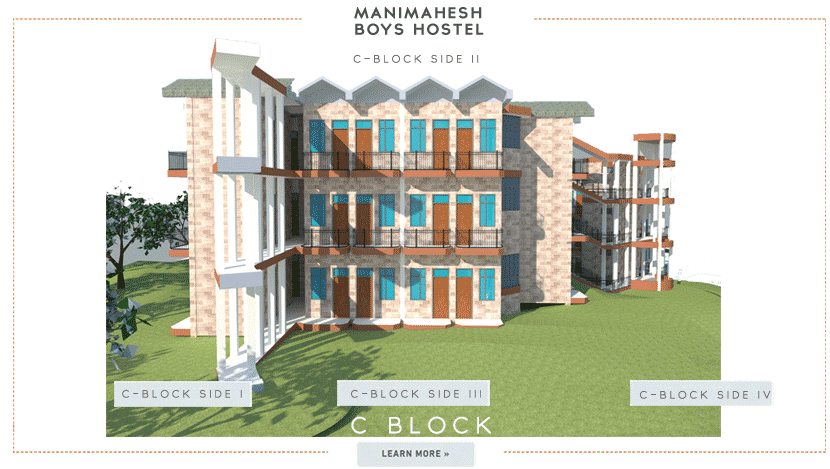 MANIMAHESH
BOYS HOSTEL
C-BLOCK SIDE II
C-BLOCK SIDE I
C-BLOCK SIDE III
C-BLOCK SIDE IV
C BLOCK
LEARN MORE »